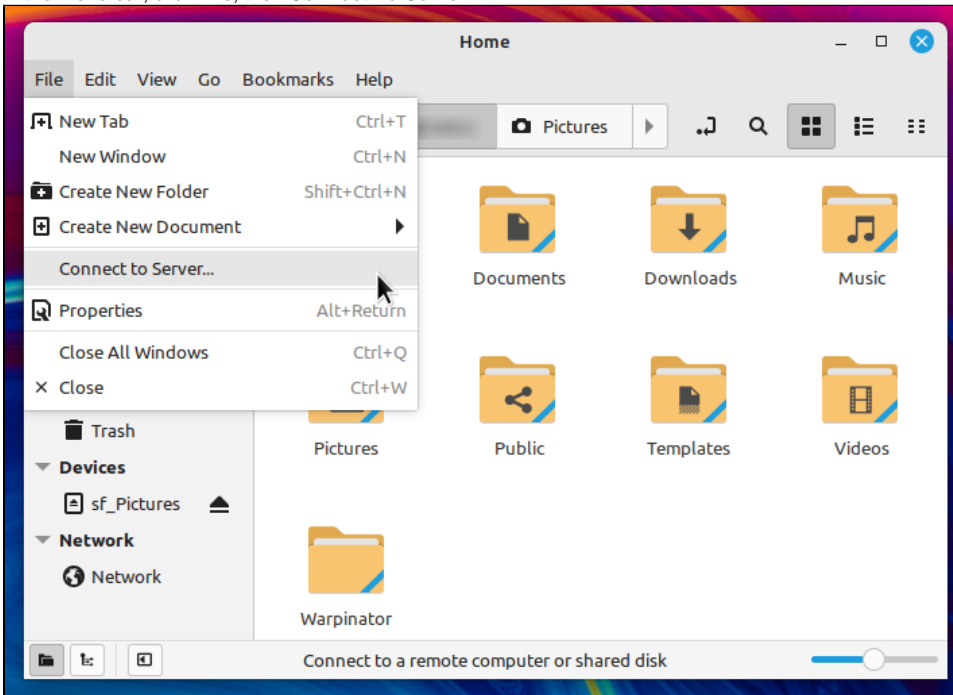 Home
File Edit View Go Bookmarks Help
New Tab Ctrl+T
Pictures
New Window Ctrl+N
Create New Folder Shift+Ctrl+N
Create New Document
Connect to Server...
Properties Alt+Return
Close All Windows Ctrl+Q
Close Ctrl+W
Documents Downloads Music
Trash
Pictures Public Templates Videos
Devices
sf_Pictures
Network
Network
Warpinator
Connect to a remote computer or shared disk